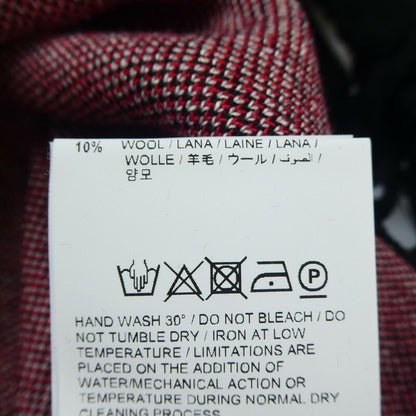 10% WOOL / LANA / LAINE / LANA /
WOLLE / 羊毛 / ウール / الصوف /
양모
P
HAND WASH 30° / DO NOT BLEACH / DO
NOT TUMBLE DRY / IRON AT LOW
TEMPERATURE / LIMITATIONS ARE
PLACED ON THE ADDITION OF
WATER/MECHANICAL ACTION OR
TEMPERATURE DURING NORMAL DRY
CLEANING PROCESS